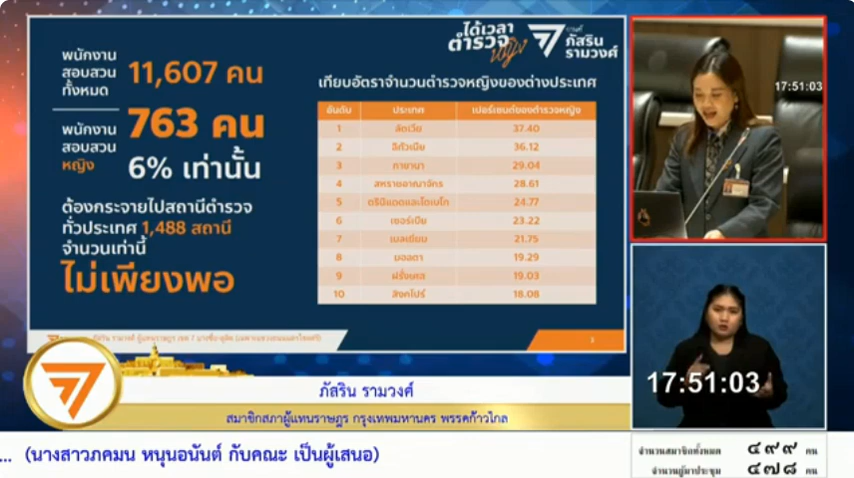 พนักงาน
สอบสวน
ทั้งหมด
11,607 คน
พนักงาน
สอบสวน
หญิง
763 คน
6% เท่านั้น
ต้องกระจายไปสถานีตำรวจ
ทั่วประเทศ 1,488 สถานี
จำนวนเท่านี้
ไม่เพียงพอ
ได้เวลา
ตำรวจหญิง
ภัสริน
รามวงศ์
เทียบอัตราจำนวนตำรวจหญิงของต่างประเทศ
อันดับ ประเทศ เปอร์เซนต์ของตำรวจหญิง
1 ลัตเวีย 37.40
2 ลิทัวเนีย 36.12
3 กายานา 29.04
4 สหราชอาณาจักร 28.61
5 ตรินิแดดและโตเบโก 24.77
6 เซอร์เบีย 23.22
7 เบลเยียม 21.75
8 มอลตา 19.29
9 ฝรั่งเศส 19.03
10 สิงคโปร์ 18.08
3
17:51:03
17:51:03
ภัสริน รามวงศ์
สมาชิกสภาผู้แทนราษฎร กรุงเทพมหานคร พรรคก้าวไกล
... (นางสาวภคมน หนุนอนันต์ กับคณะ เป็นผู้เสนอ)
จำนวนสมาชิกทั้งหมด ๔๙๙ คน
จำนวนผู้มาประชุม ๔๗๘ คน